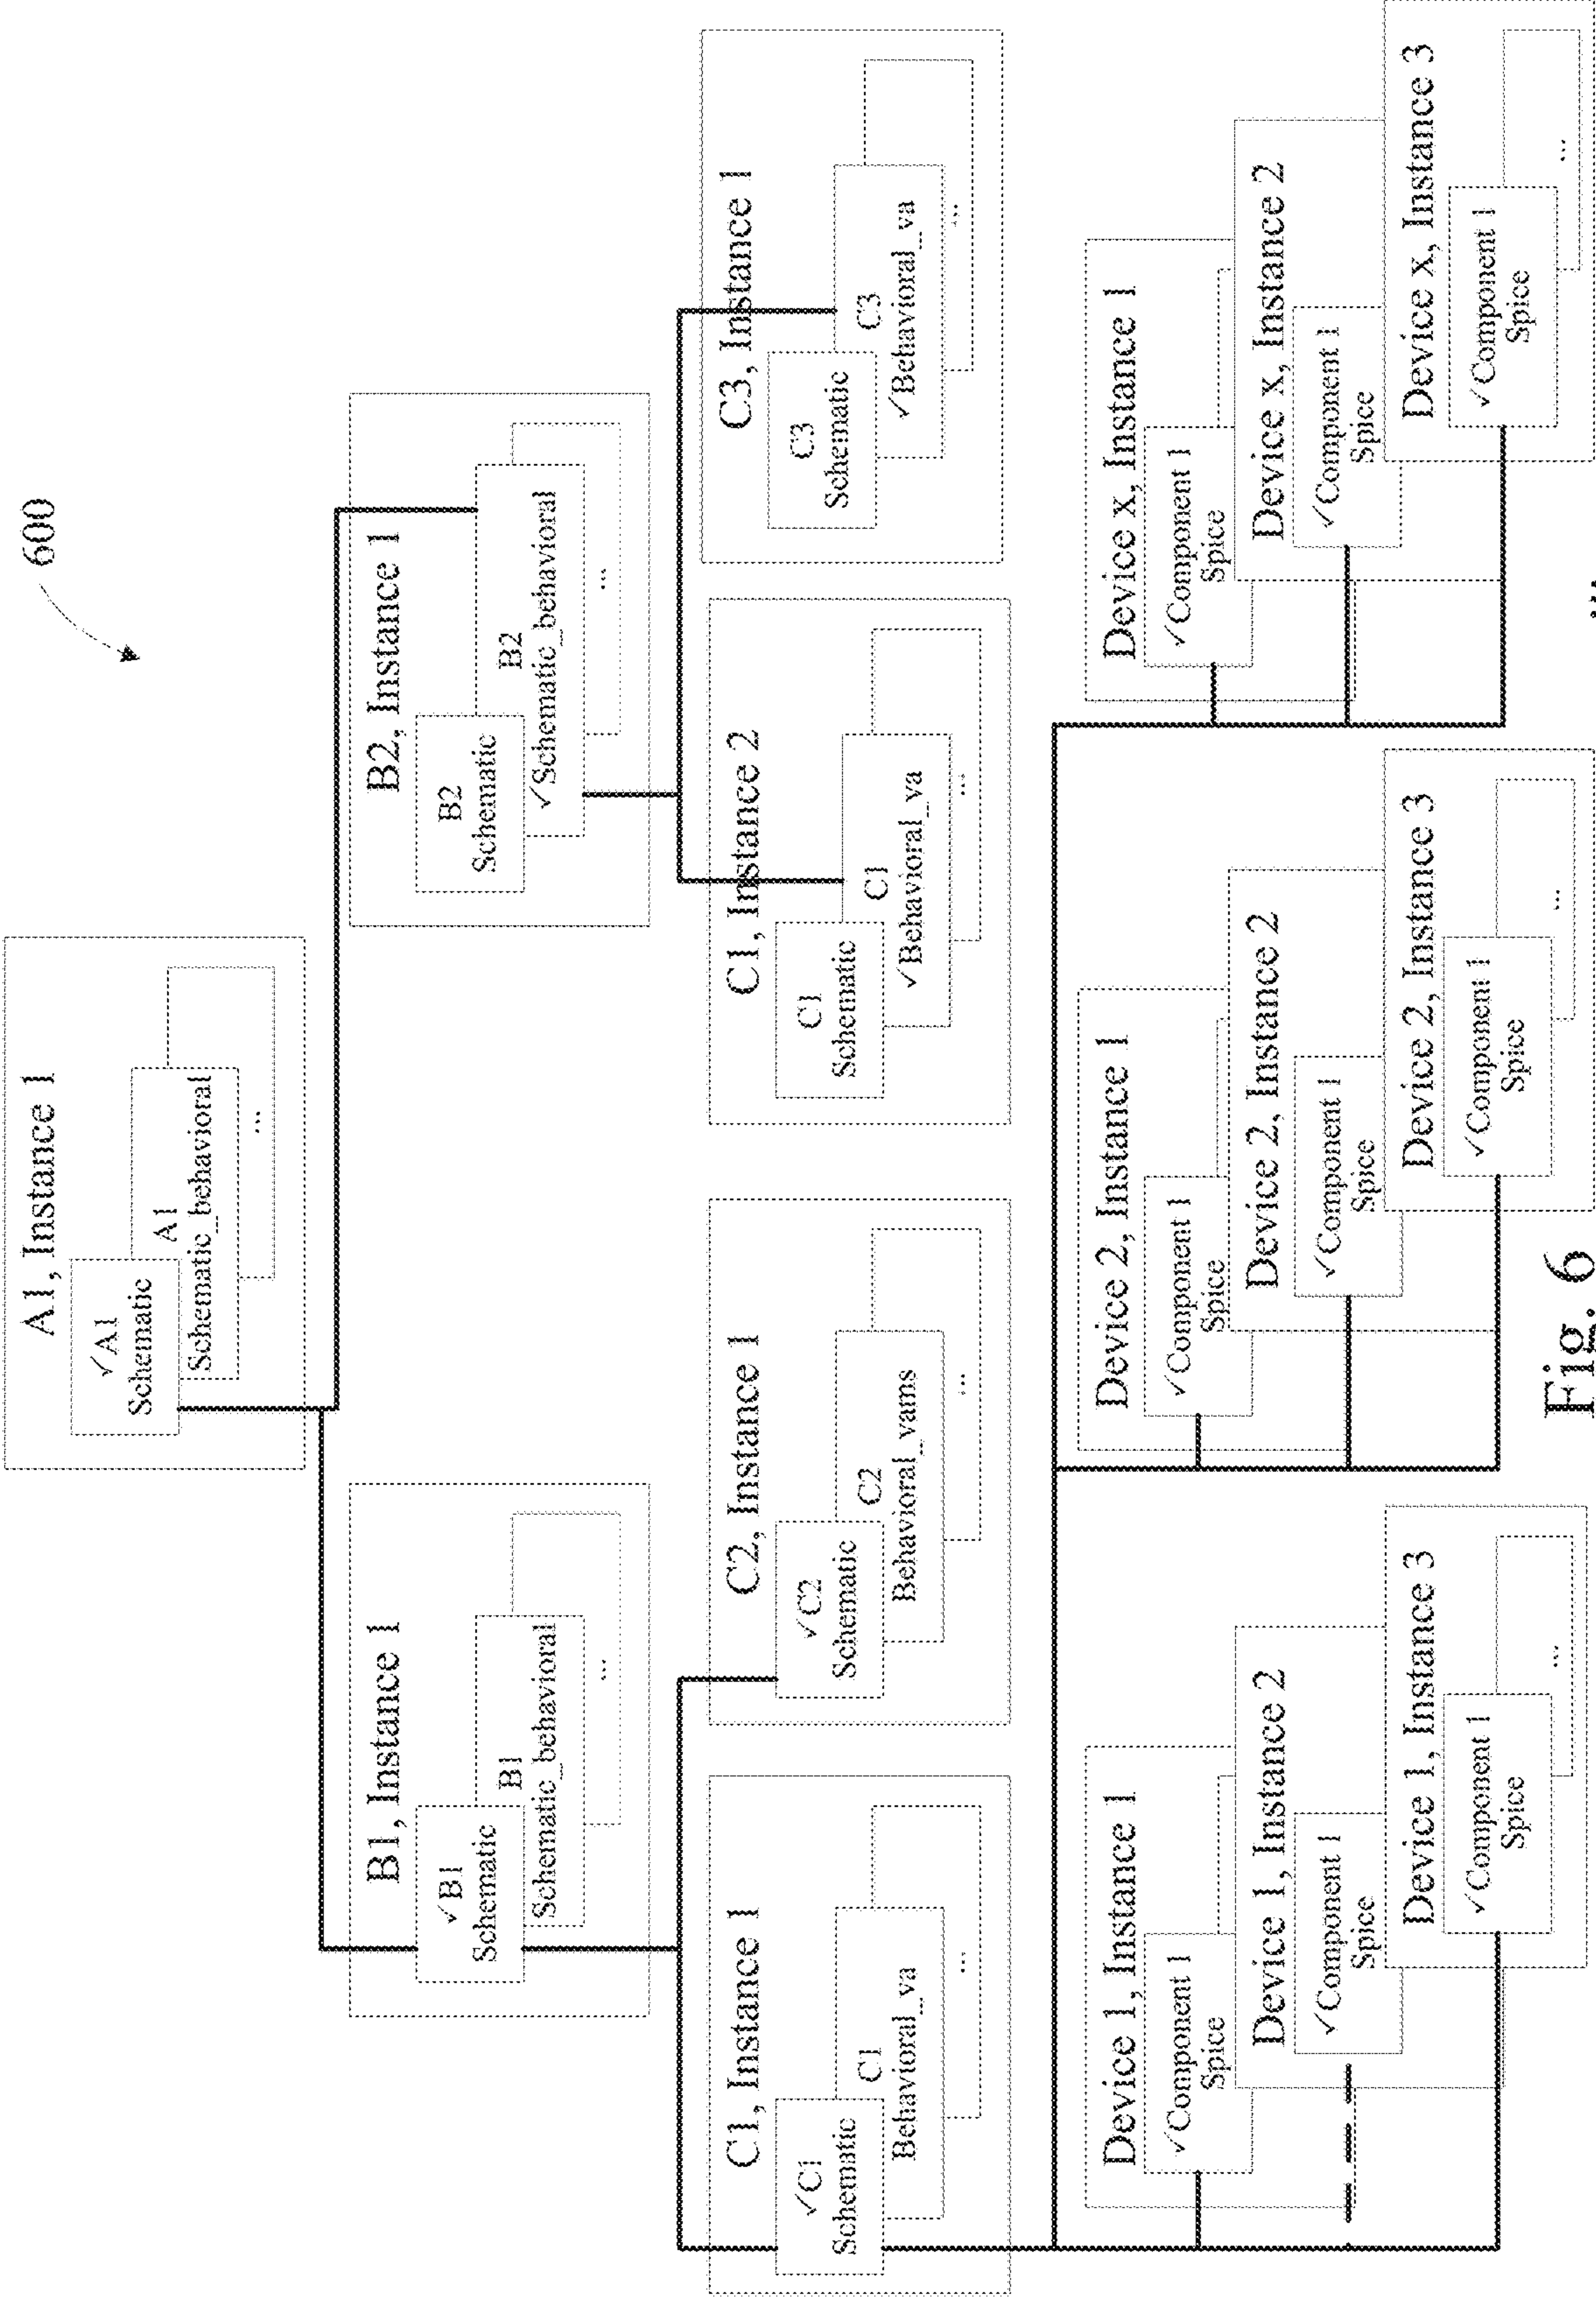 600
A1, Instance 1
✓A1
Schematic
A1
Schematic_behavioral
...
B1, Instance 1
✓B1
Schematic
B1
Schematic_behavioral
...
B2, Instance 1
B2
Schematic
B2
✓Schematic_behavioral
...
C1, Instance 1
✓C1
Schematic
C1
Behavioral_va
...
C2, Instance 1
✓C2
Schematic
C2
Behavioral_vams
...
C1, Instance 2
C1
Schematic
C1
✓Behavioral_va
...
C3, Instance 1
C3
Schematic
C3
✓Behavioral_va
...
Device 1, Instance 1
✓Component 1
Spice
Device 1, Instance 2
✓Component 1
Spice
Device 1, Instance 3
✓Component 1
Spice
...
Device 2, Instance 1
✓Component 1
Spice
Device 2, Instance 2
✓Component 1
Spice
Device 2, Instance 3
✓Component 1
Spice
...
Device x, Instance 1
✓Component 1
Spice
Device x, Instance 2
✓Component 1
Spice
Device x, Instance 3
✓Component 1
Spice
...
...
Fig. 6